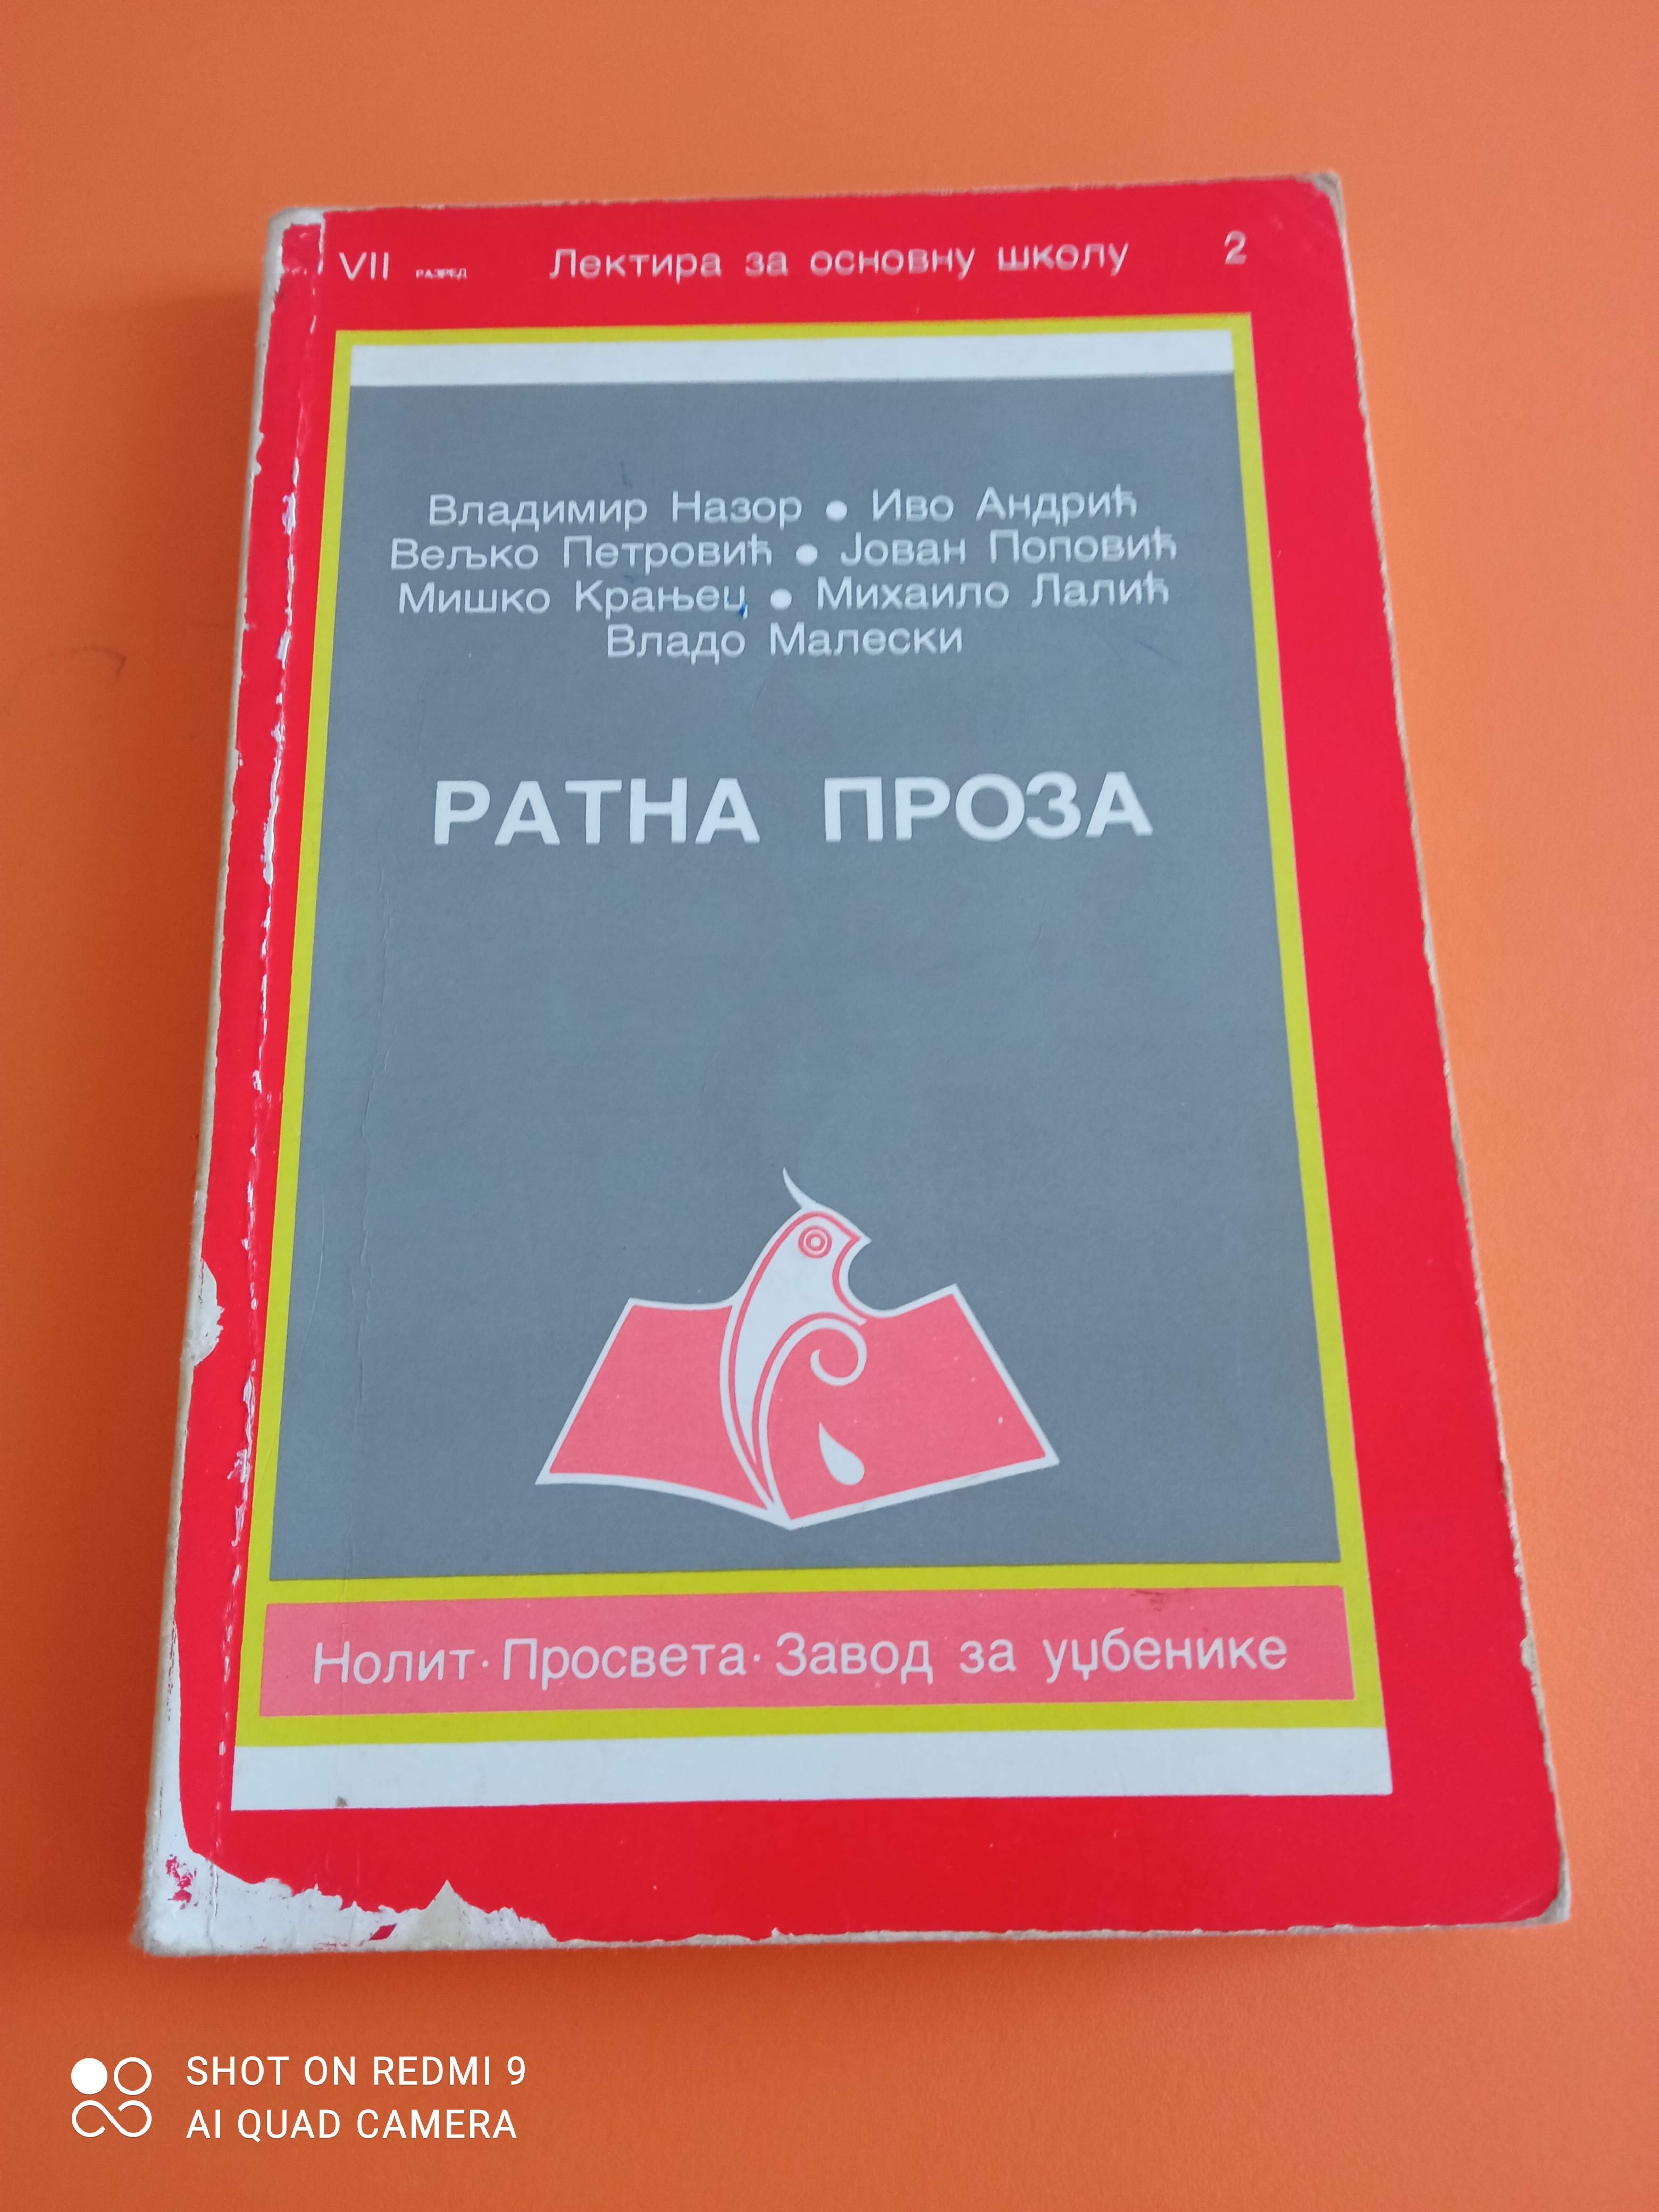 VII РАЗРЕД Лектира за основну школу 2
Владимир Назор ● Иво Андрић
Вељко Петровић ● Јован Поповић
Мишко Крањец ● Михаило Лалић
Владо Малески
РАТНА ПРОЗА
Нолит · Просвета · Завод за уџбенике
SHOT ON REDMI 9
AI QUAD CAMERA